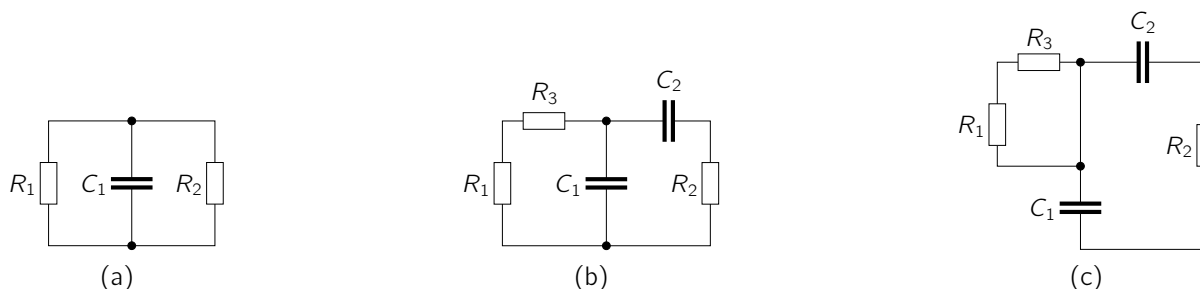 R₁ C₁ R₂
(a)
C₂
R₃
R₁ C₁ R₂
(b)
C₂
R₃
R₁
R₂
C₁
(c)